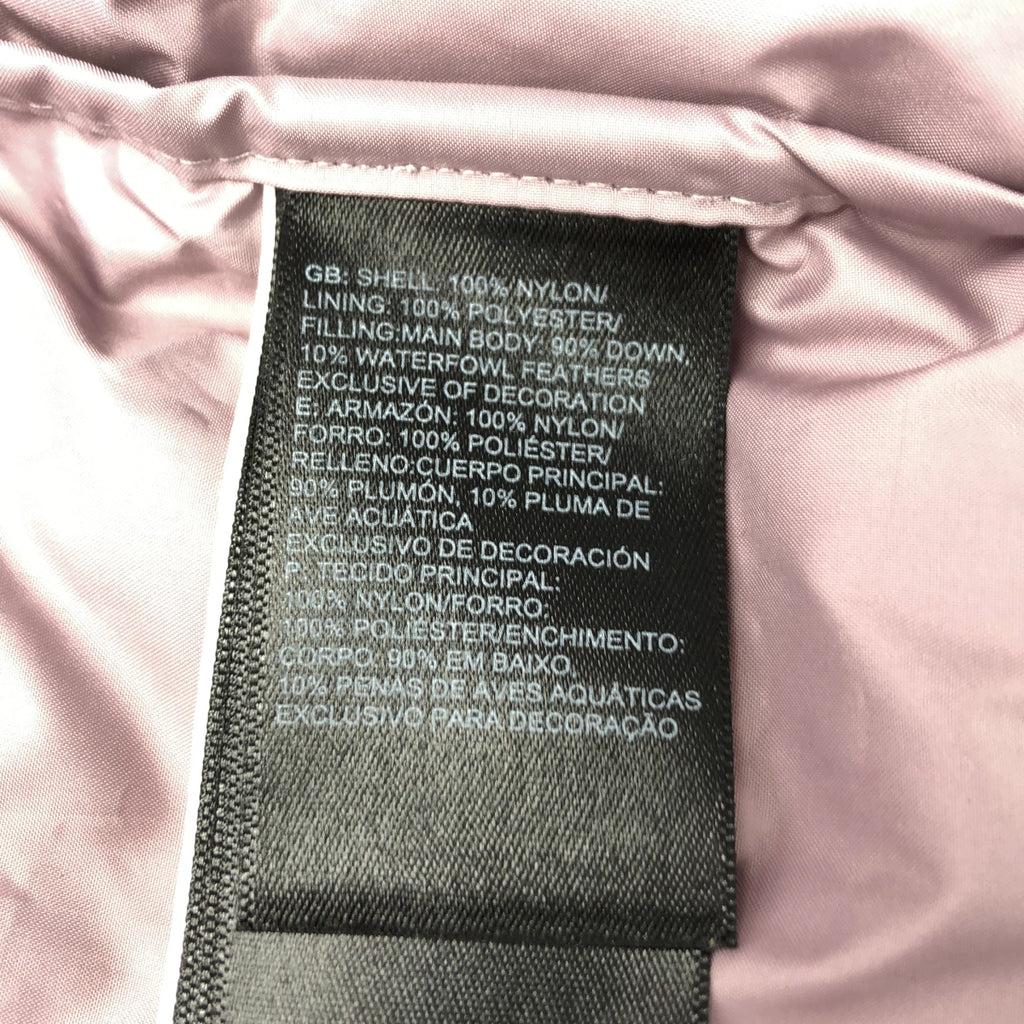 GB: SHELL: 100% NYLON/
LINING: 100% POLYESTER/
FILLING:MAIN BODY: 90% DOWN,
10% WATERFOWL FEATHERS
EXCLUSIVE OF DECORATION
E: ARMAZÓN: 100% NYLON/
FORRO: 100% POLIÉSTER/
RELLENO:CUERPO PRINCIPAL:
90% PLUMÓN, 10% PLUMA DE
AVE ACUÁTICA
EXCLUSIVO DE DECORACIÓN
P: TECIDO PRINCIPAL:
100% NYLON/FORRO:
100% POLIÉSTER/ENCHIMENTO:
CORPO: 90% EM BAIXO,
10% PENAS DE AVES AQUÁTICAS
EXCLUSIVO PARA DECORAÇÃO